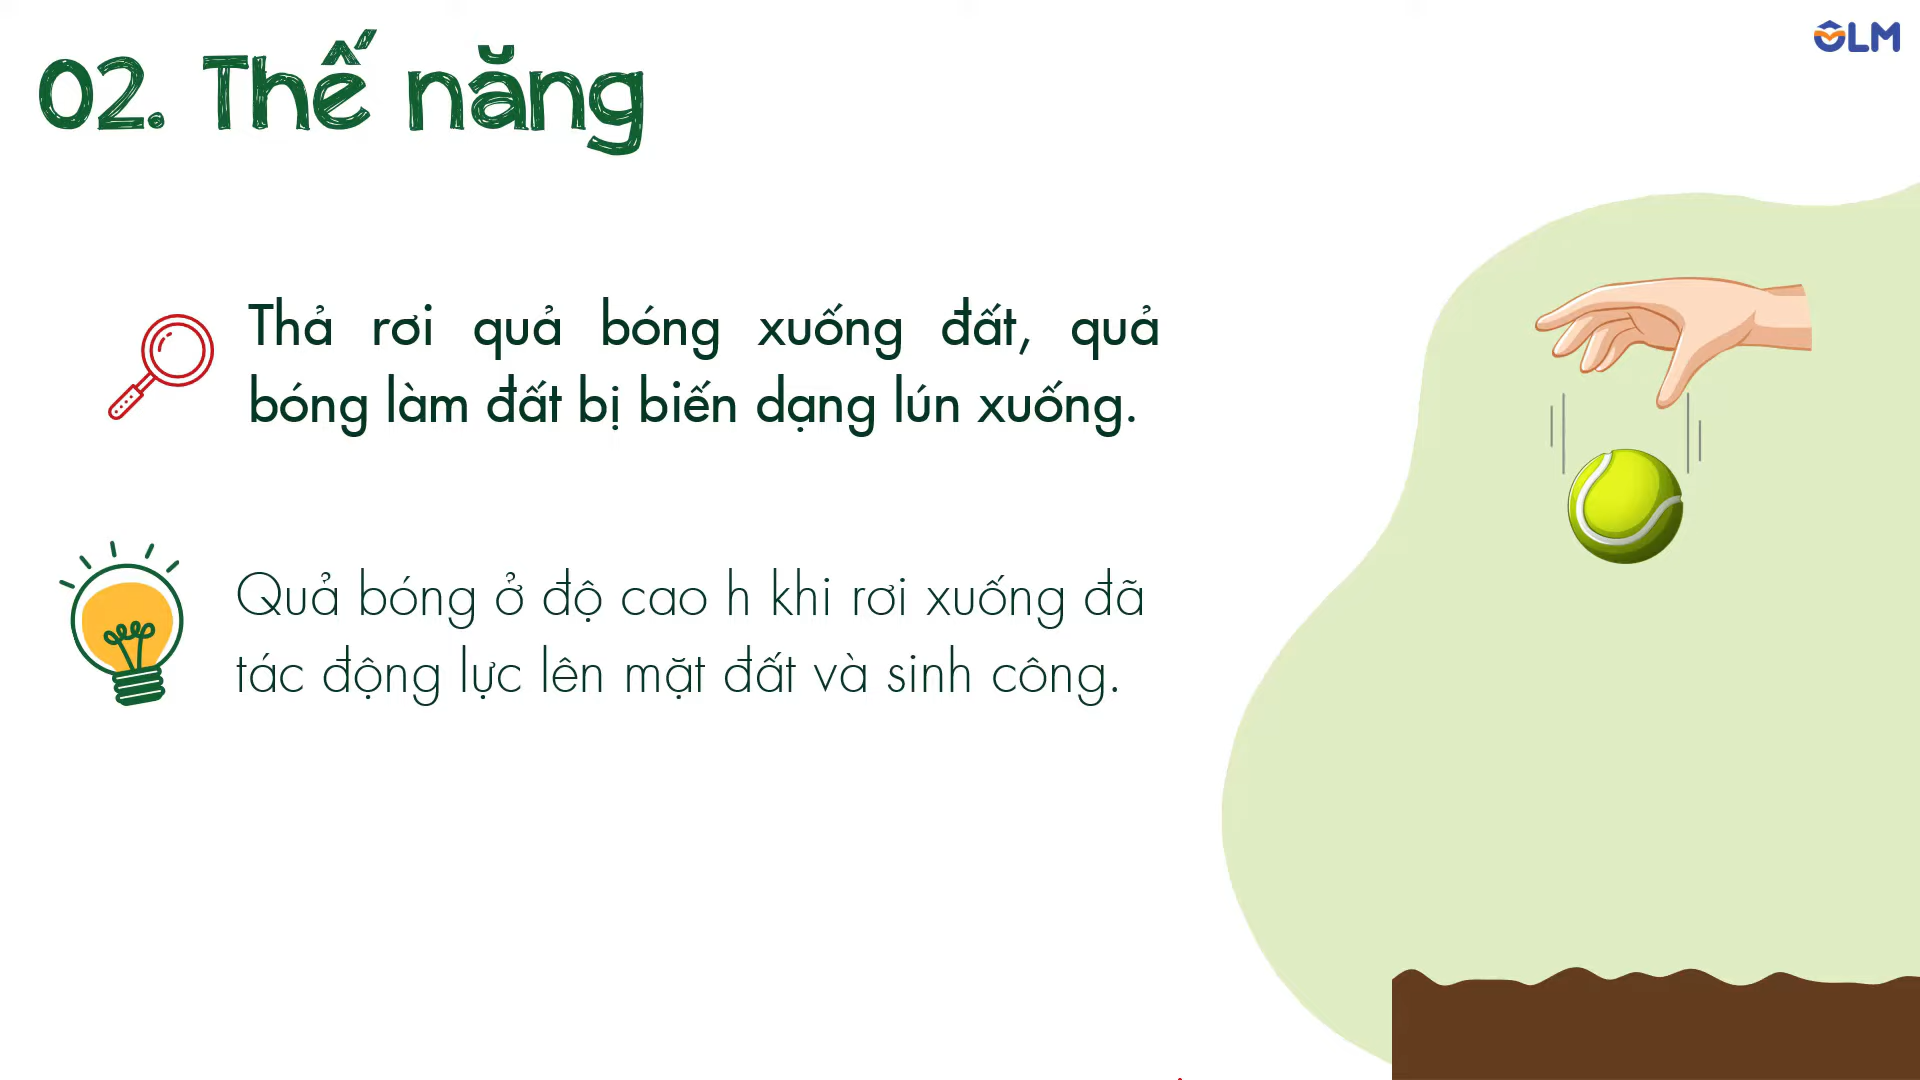 OLM
02. Thế năng
Thả rơi quả bóng xuống đất, quả
bóng làm đất bị biến dạng lún xuống.
Quả bóng ở độ cao h khi rơi xuống đã
tác động lực lên mặt đất và sinh công.